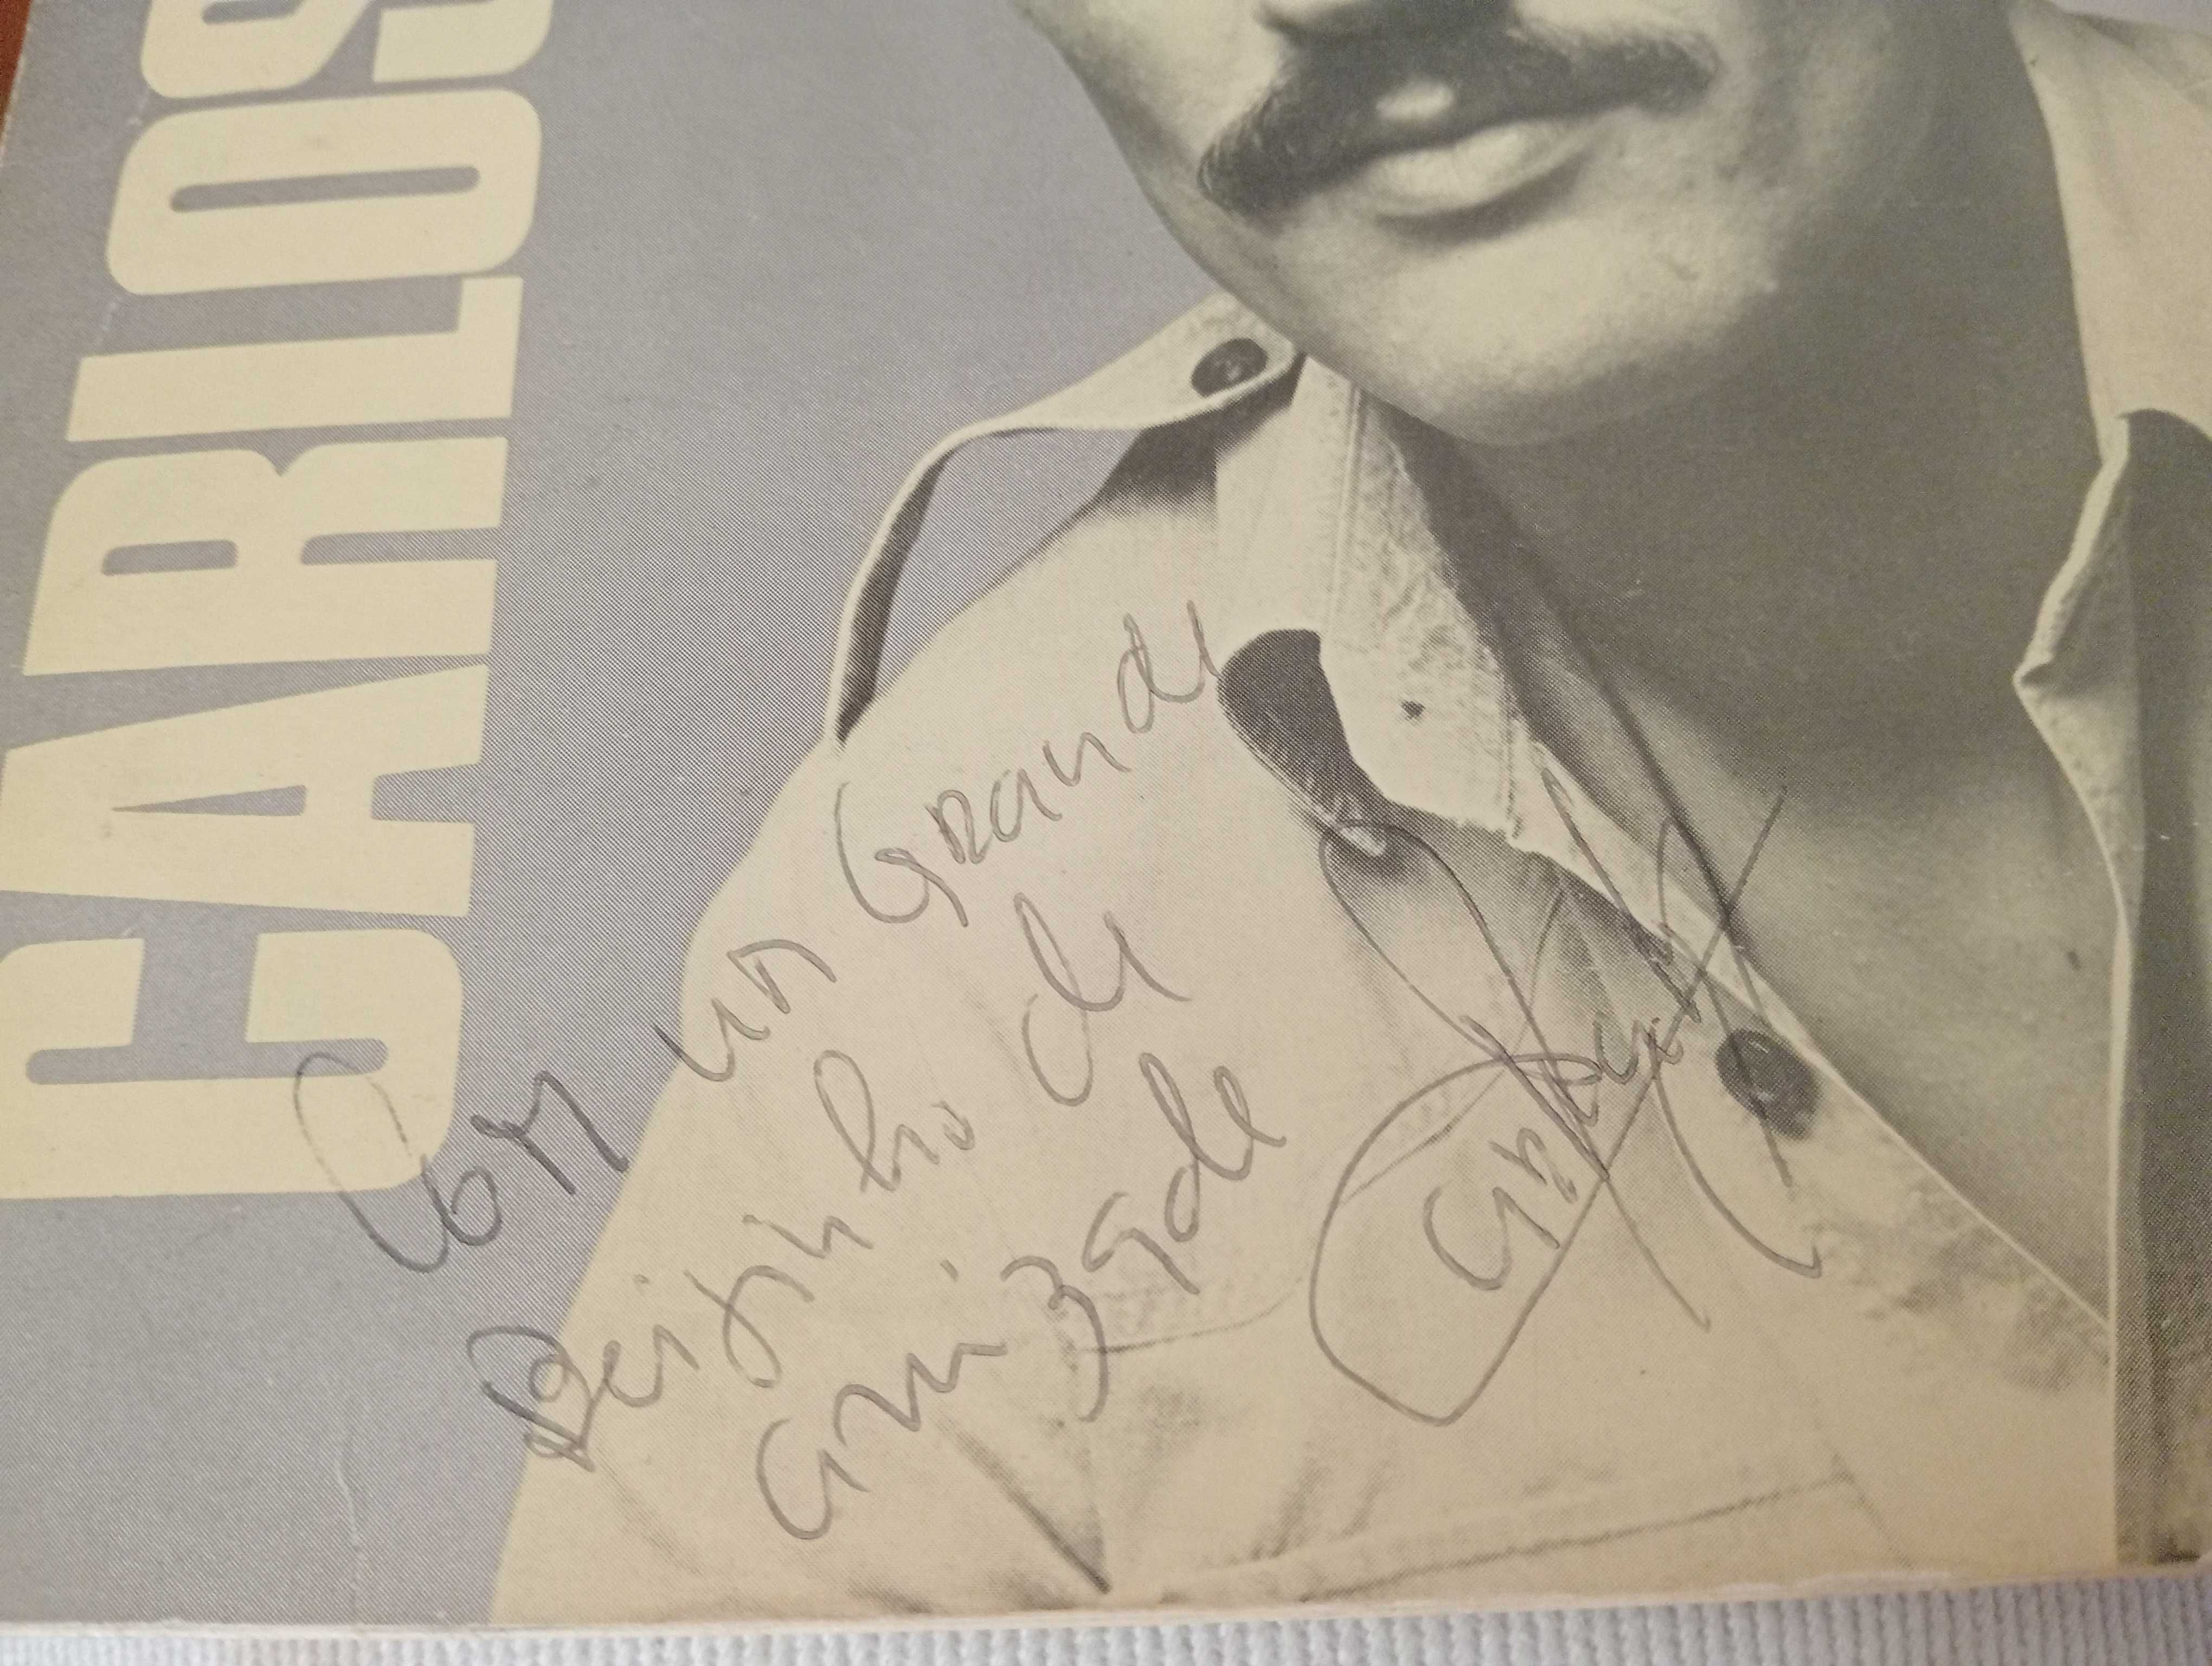 CARLOS
Com um Grande
Beijinho de
amizade